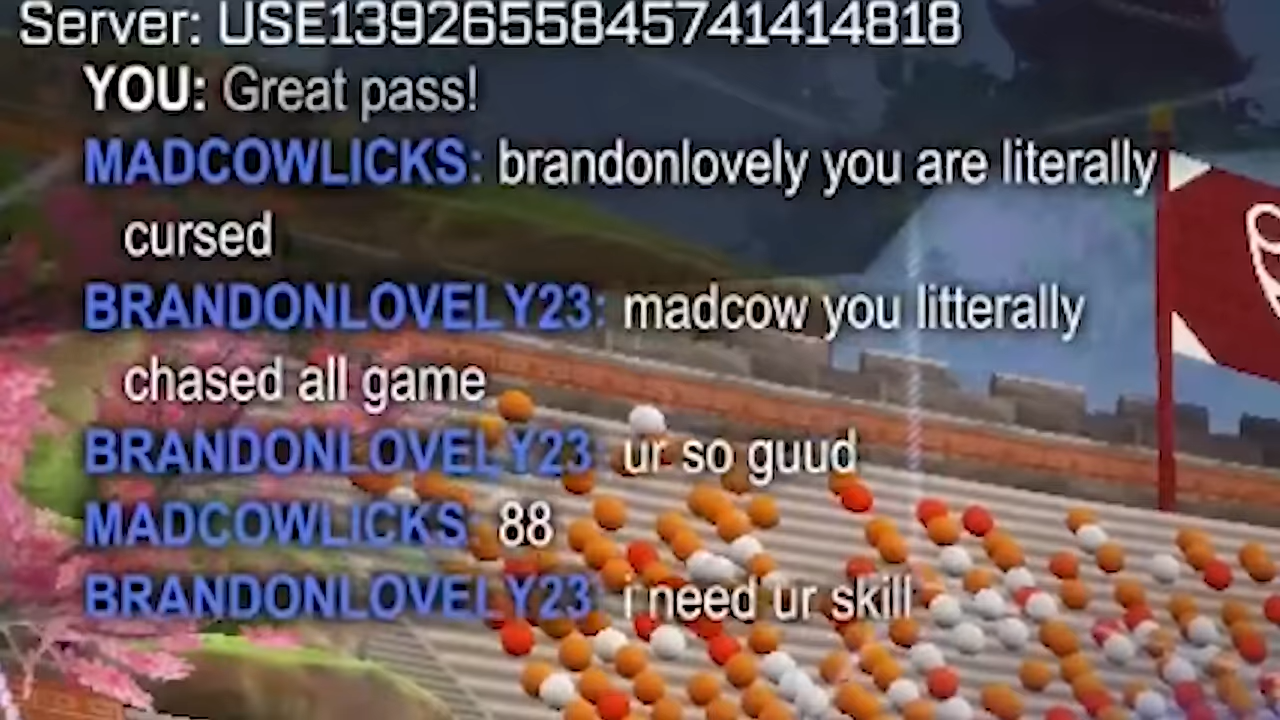 Server: USE1392655845741414818
YOU: Great pass!
MADCOWLICKS: brandonlovely you are literally
cursed
BRANDONLOVELY23: madcow you litterally
chased all game
BRANDONLOVELY23: ur so guud
MADCOWLICKS: 88
BRANDONLOVELY23: i need ur skill